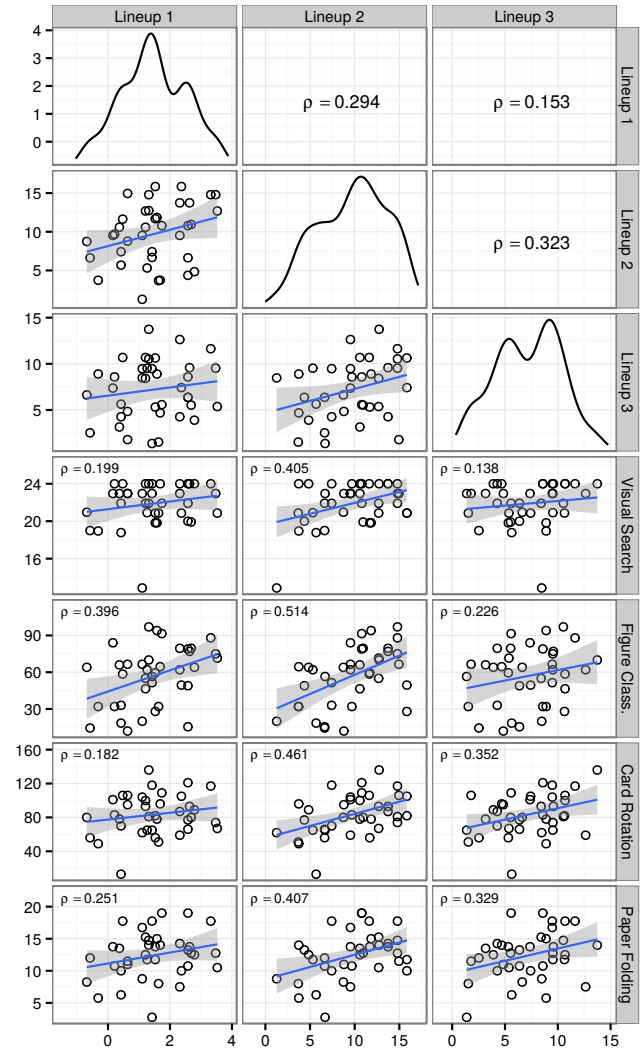 Lineup 1 Lineup 2 Lineup 3
4
3
2
1
0
ρ = 0.294
ρ = 0.153
Lineup 1
15
10
5
ρ = 0.323
Lineup 2
15
10
5
Lineup 3
24
20
16
ρ = 0.199
ρ = 0.405
ρ = 0.138
Visual Search
90
60
30
ρ = 0.396
ρ = 0.514
ρ = 0.226
Figure Class.
160
120
80
40
ρ = 0.182
ρ = 0.461
ρ = 0.352
Card Rotation
20
15
10
5
ρ = 0.251
ρ = 0.407
ρ = 0.329
Paper Folding
0 2 4 0 5 10 15 0 5 10 15